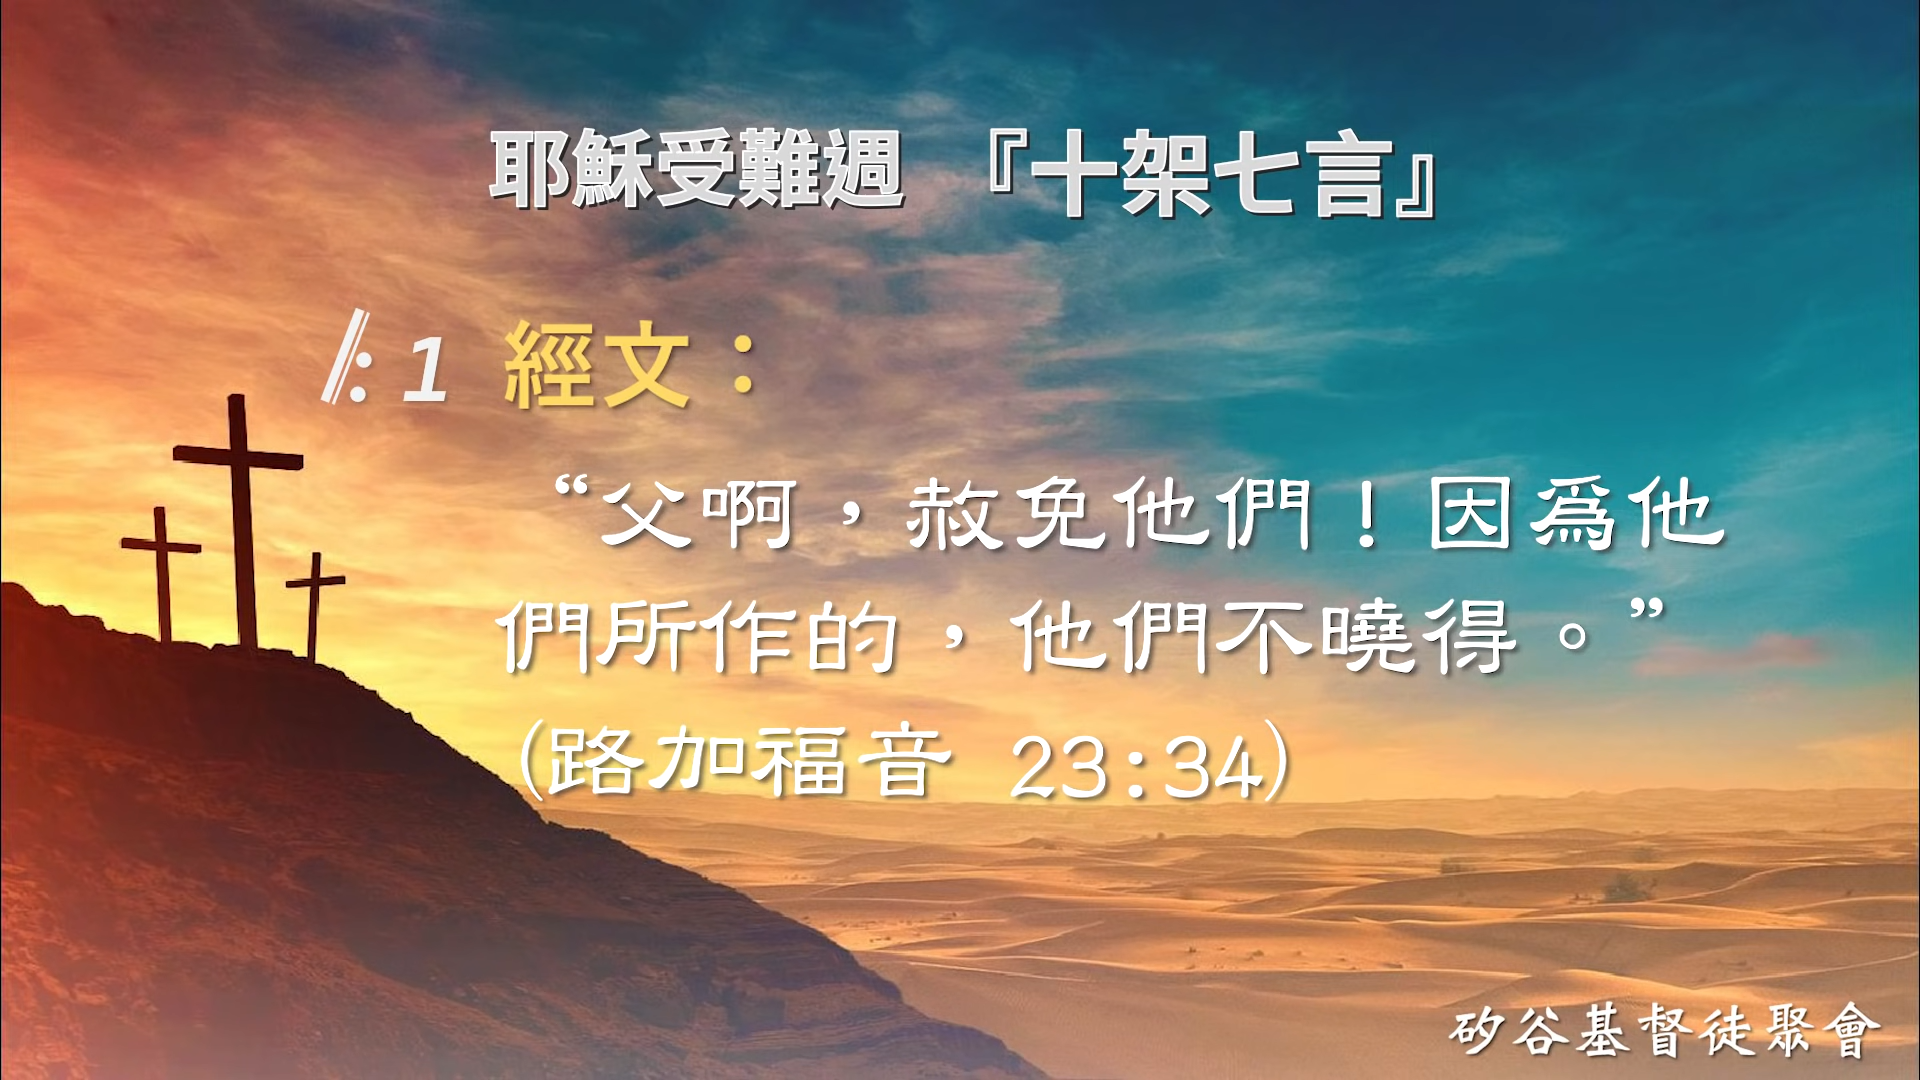 耶穌受難週 『十架七言』
1 經文：
“父啊，赦免他們！因爲他
們所作的，他們不曉得。”
(路加福音 23:34)
矽谷基督徒聚會